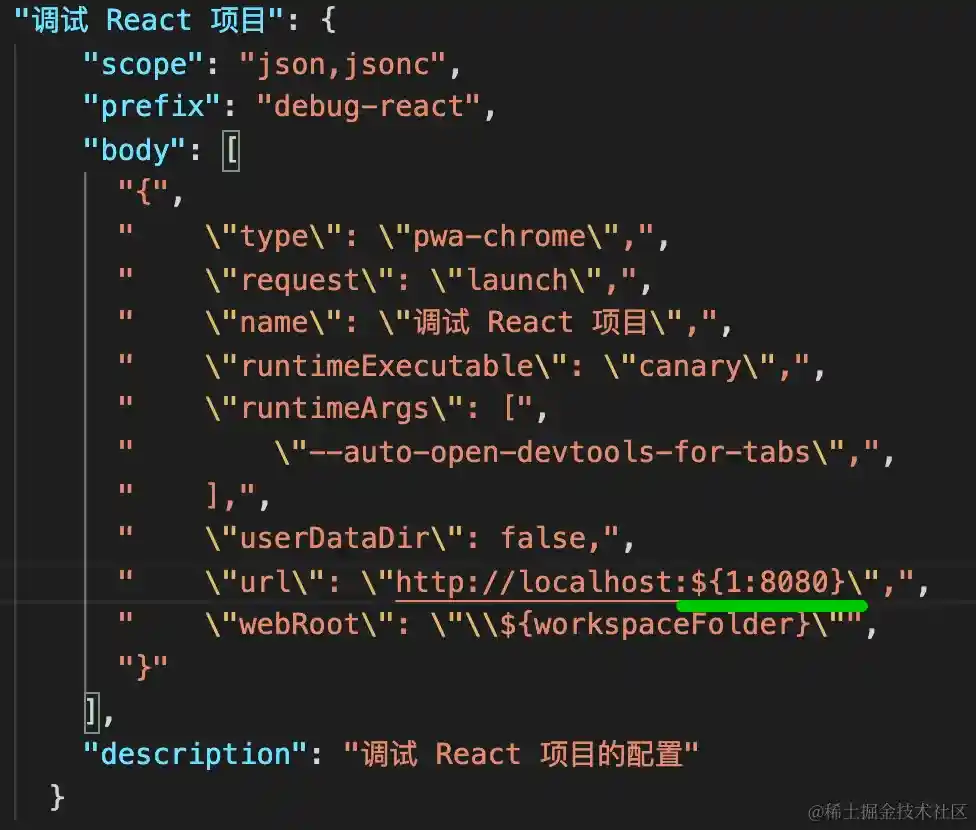 "调试 React 项目": {
"scope": "json,jsonc",
"prefix": "debug-react",
"body": [
"{",
"    \"type\": \"pwa-chrome\",",
"    \"request\": \"launch\",",
"    \"name\": \"调试 React 项目\",",
"    \"runtimeExecutable\": \"canary\",",
"    \"runtimeArgs\": [",
"        \"--auto-open-devtools-for-tabs\",",
"    ],",
"    \"userDataDir\": false,",
"    \"url\": \"http://localhost:${1:8080}\",",
"    \"webRoot\": \"\\${workspaceFolder}\"",
"}"
],
"description": "调试 React 项目的配置"
}
@稀土掘金技术社区